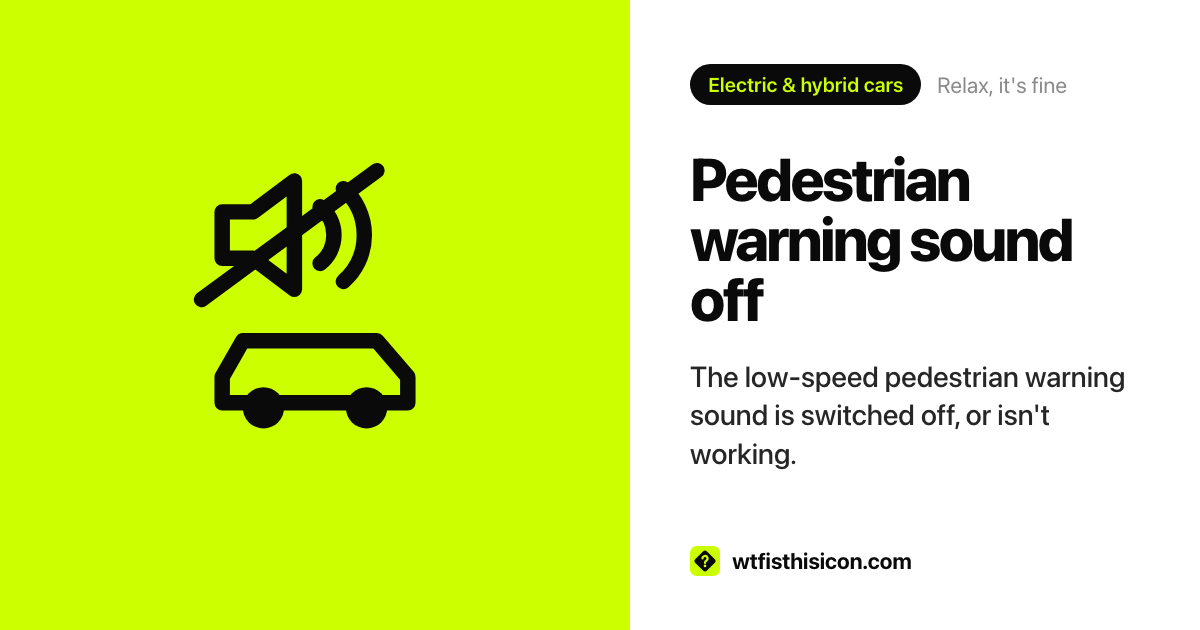 Electric & hybrid cars
Relax, it's fine
Pedestrian
warning sound
off
The low-speed pedestrian warning
sound is switched off, or isn't
working.
?
wtfisthisicon.com